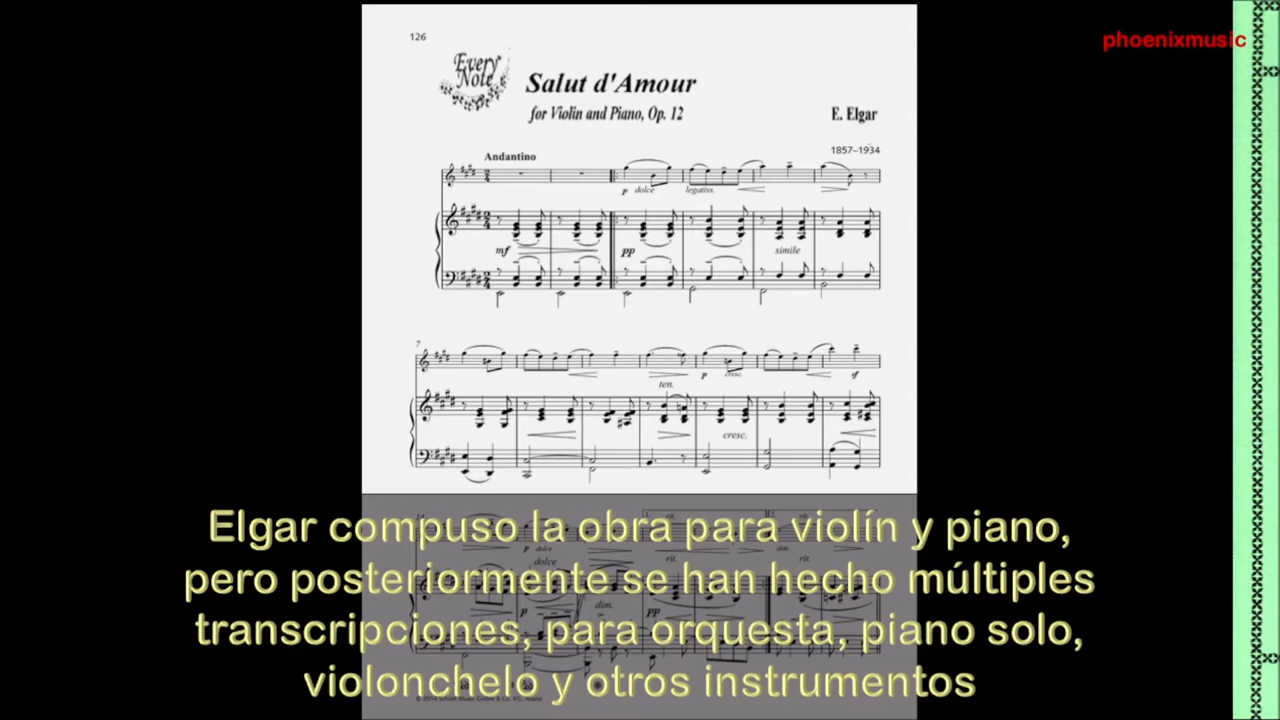 126
phoenixmusic
Every Note
Salut d'Amour
for Violin and Piano, Op. 12
E. Elgar
1857–1934
Andantino
p dolce legatiss.
mf pp simile
7
p cresc. sf
ten.
cresc.
Elgar compuso la obra para violín y piano,
pero posteriormente se han hecho múltiples
transcripciones, para orquesta, piano solo,
violonchelo y otros instrumentos